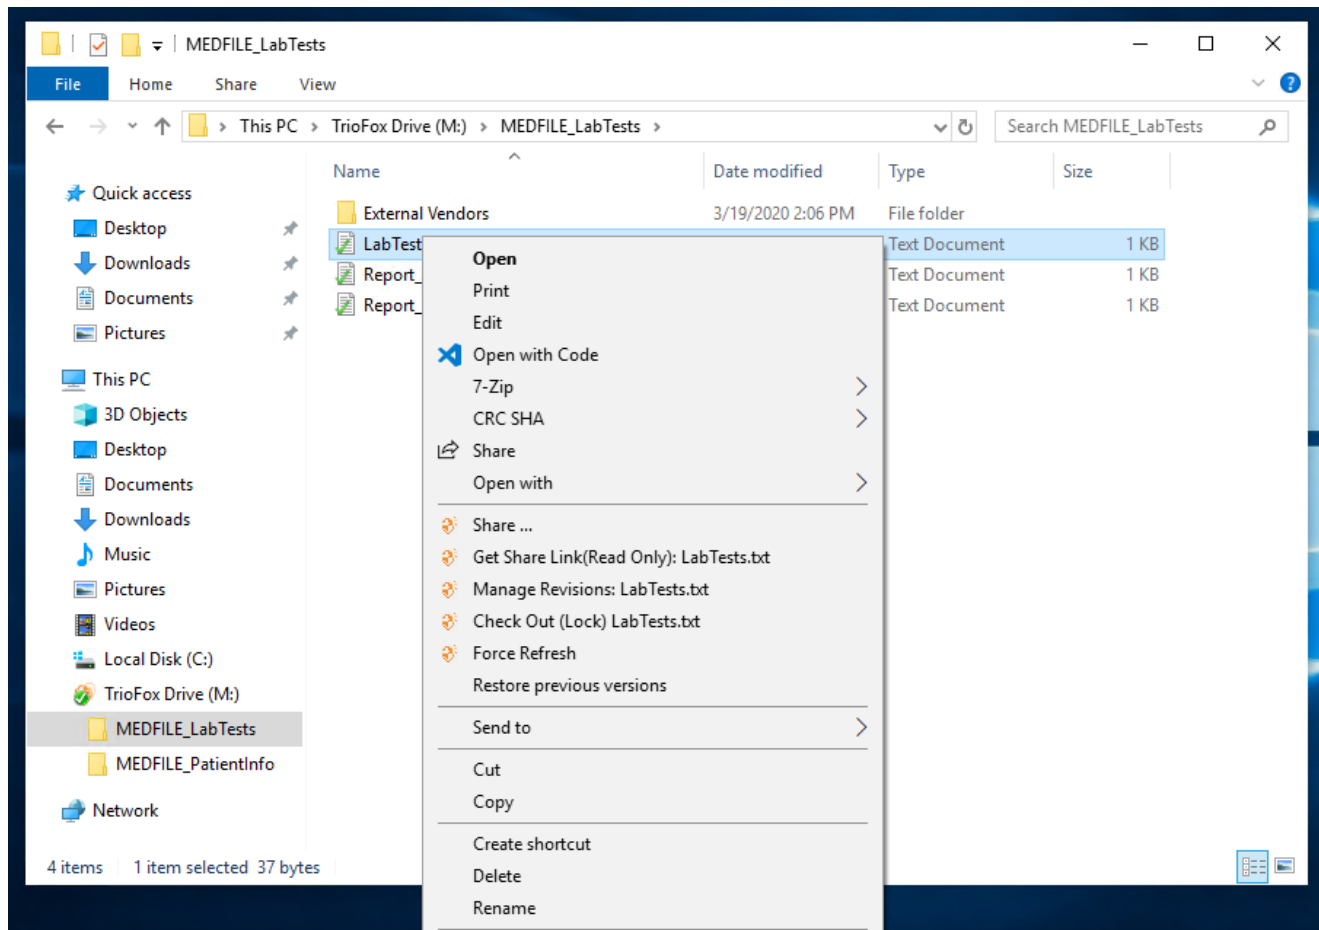 MEDFILE_LabTests
File Home Share View
This PC > TrioFox Drive (M:) > MEDFILE_LabTests >
Search MEDFILE_LabTests
Name Date modified Type Size
Quick access
Desktop
Downloads
Documents
Pictures
This PC
3D Objects
Desktop
Documents
Downloads
Music
Pictures
Videos
Local Disk (C:)
TrioFox Drive (M:)
MEDFILE_LabTests
MEDFILE_PatientInfo
Network
External Vendors 3/19/2020 2:06 PM File folder
LabTest Text Document 1 KB
Report_ Text Document 1 KB
Report_ Text Document 1 KB
Open
Print
Edit
Open with Code
7-Zip
CRC SHA
Share
Open with
Share ...
Get Share Link(Read Only): LabTests.txt
Manage Revisions: LabTests.txt
Check Out (Lock) LabTests.txt
Force Refresh
Restore previous versions
Send to
Cut
Copy
Create shortcut
Delete
Rename
4 items 1 item selected 37 bytes